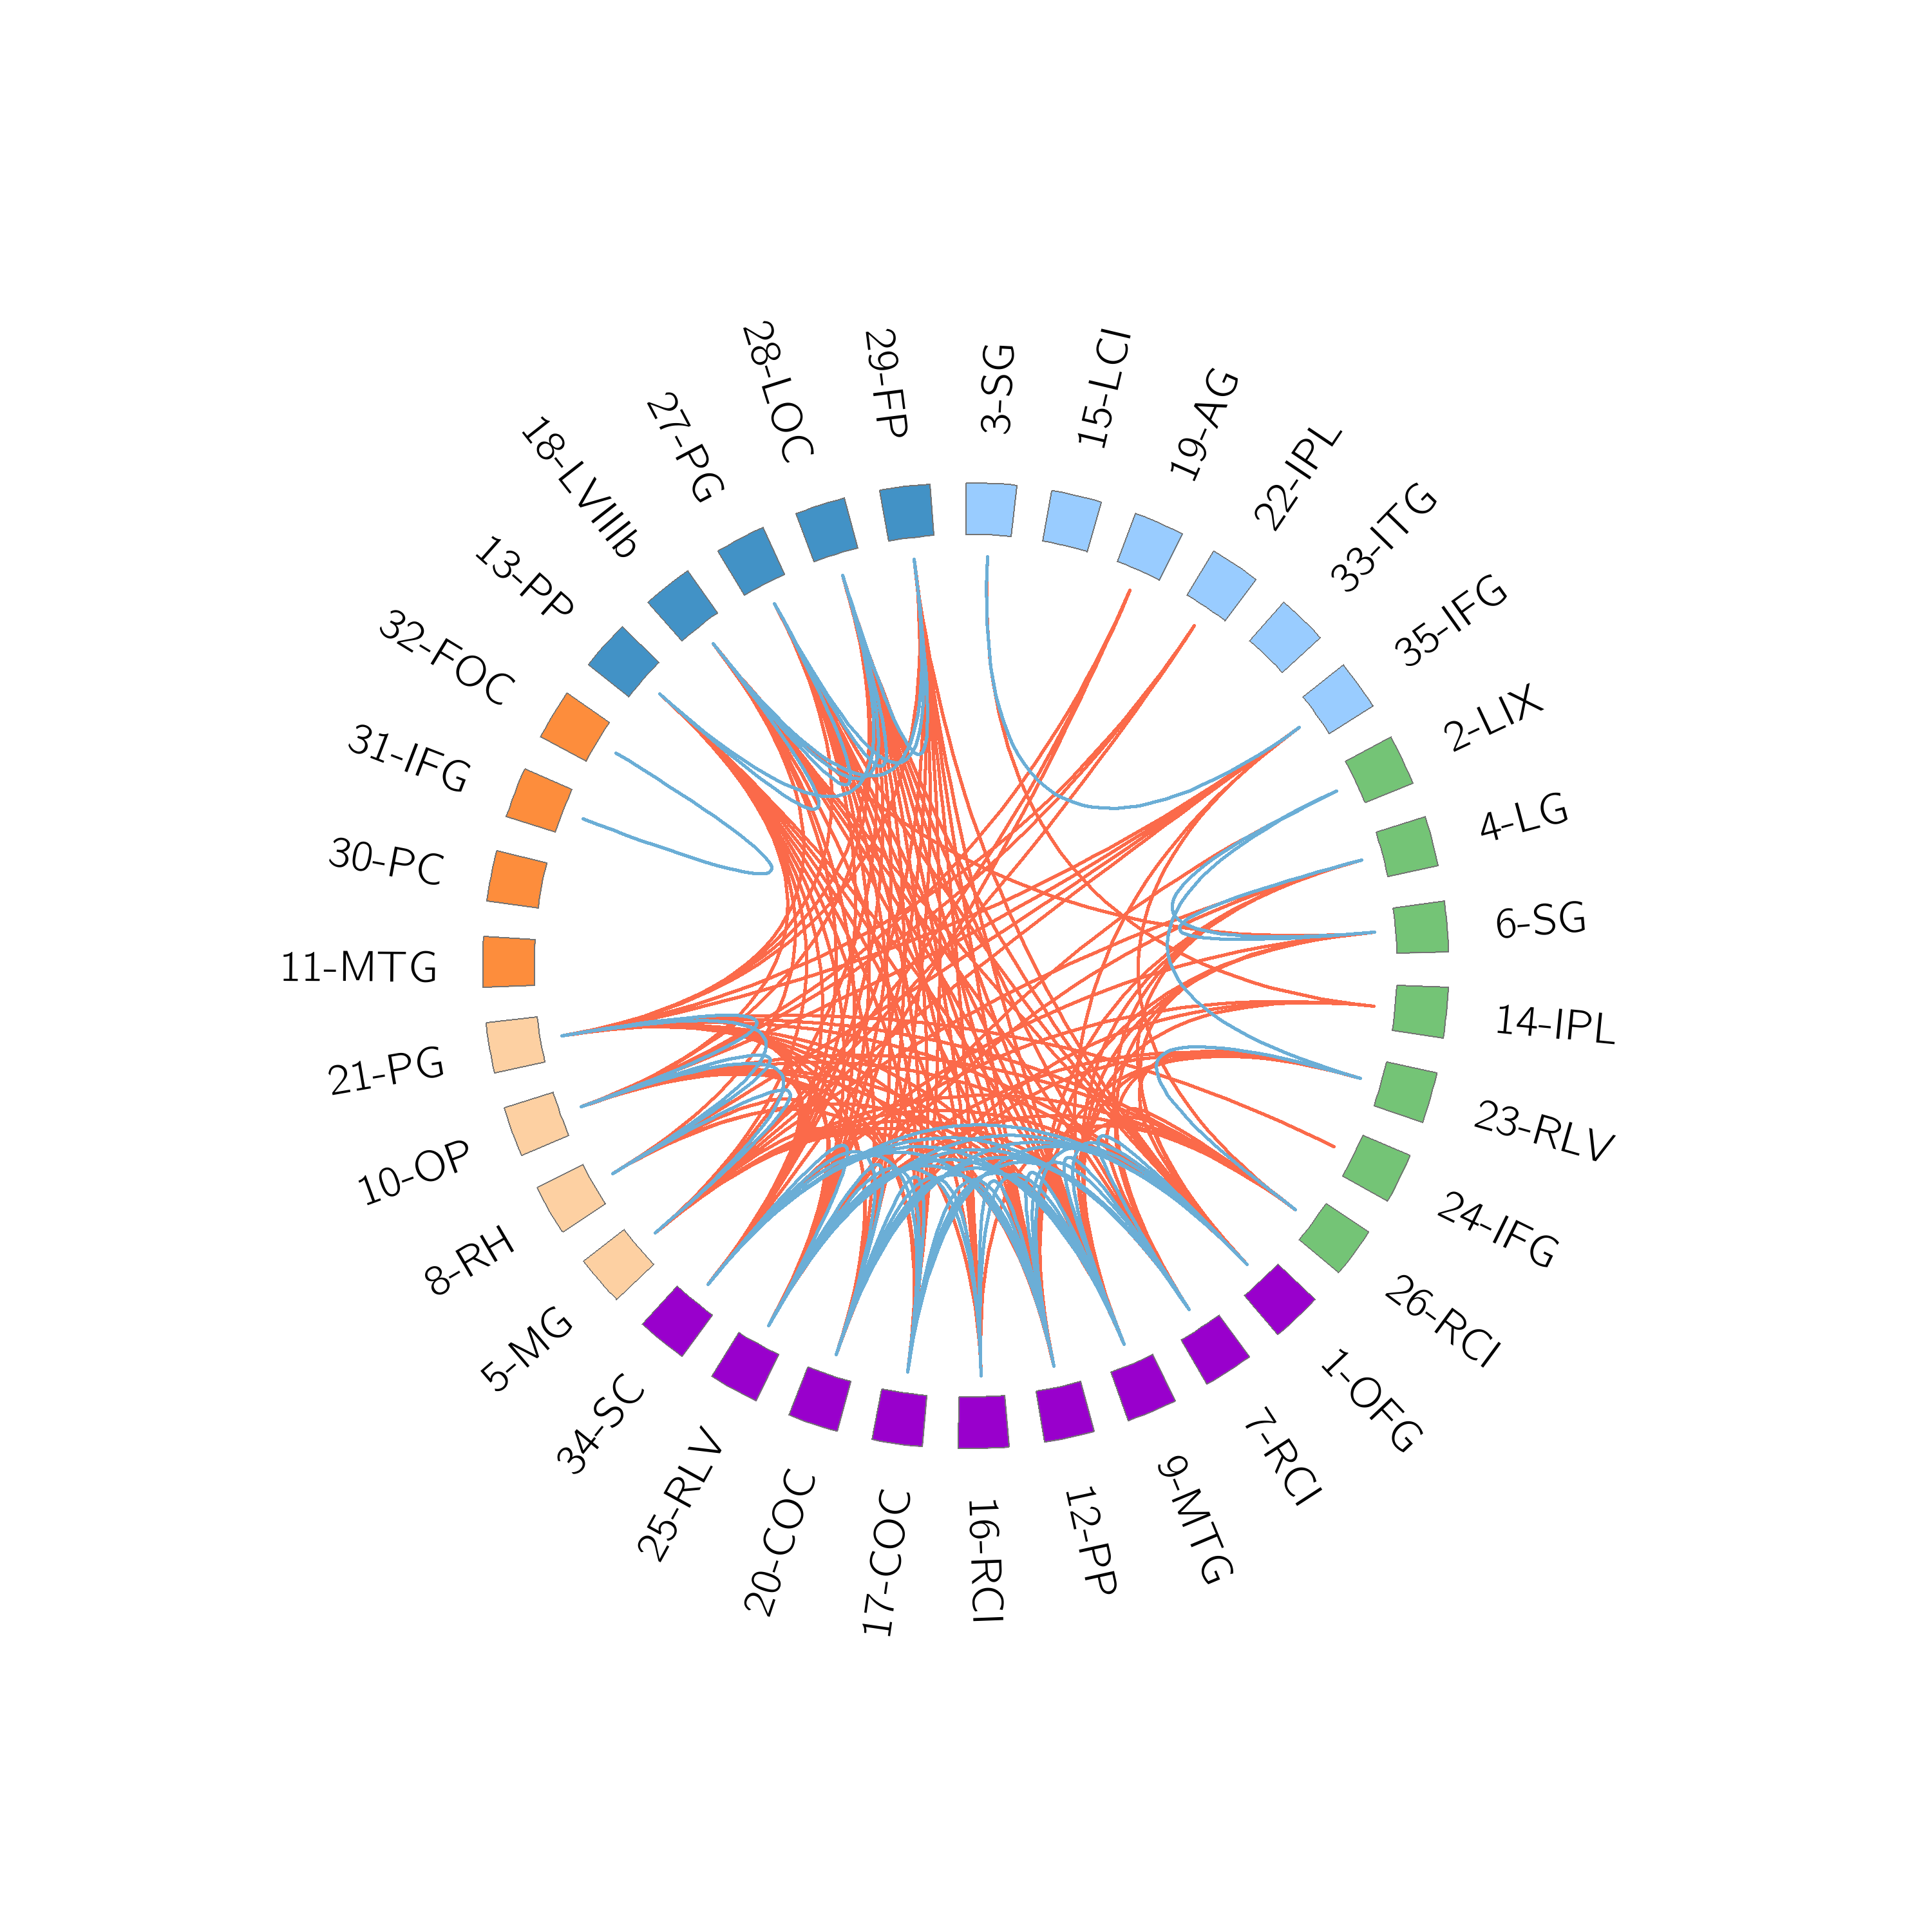 3-SG
15-LCI
19-AG
22-IPL
33-ITG
35-IFG
2-LIX
4-LG
6-SG
14-IPL
23-RLV
24-IFG
26-RCI
1-OFG
7-RCI
9-MTG
12-PP
16-RCI
17-COC
20-COC
25-RLV
34-SC
5-MG
8-RH
10-OP
21-PG
11-MTG
30-PC
31-IFG
32-FOC
13-PP
18-LVIIIb
27-PG
28-LOC
29-FP